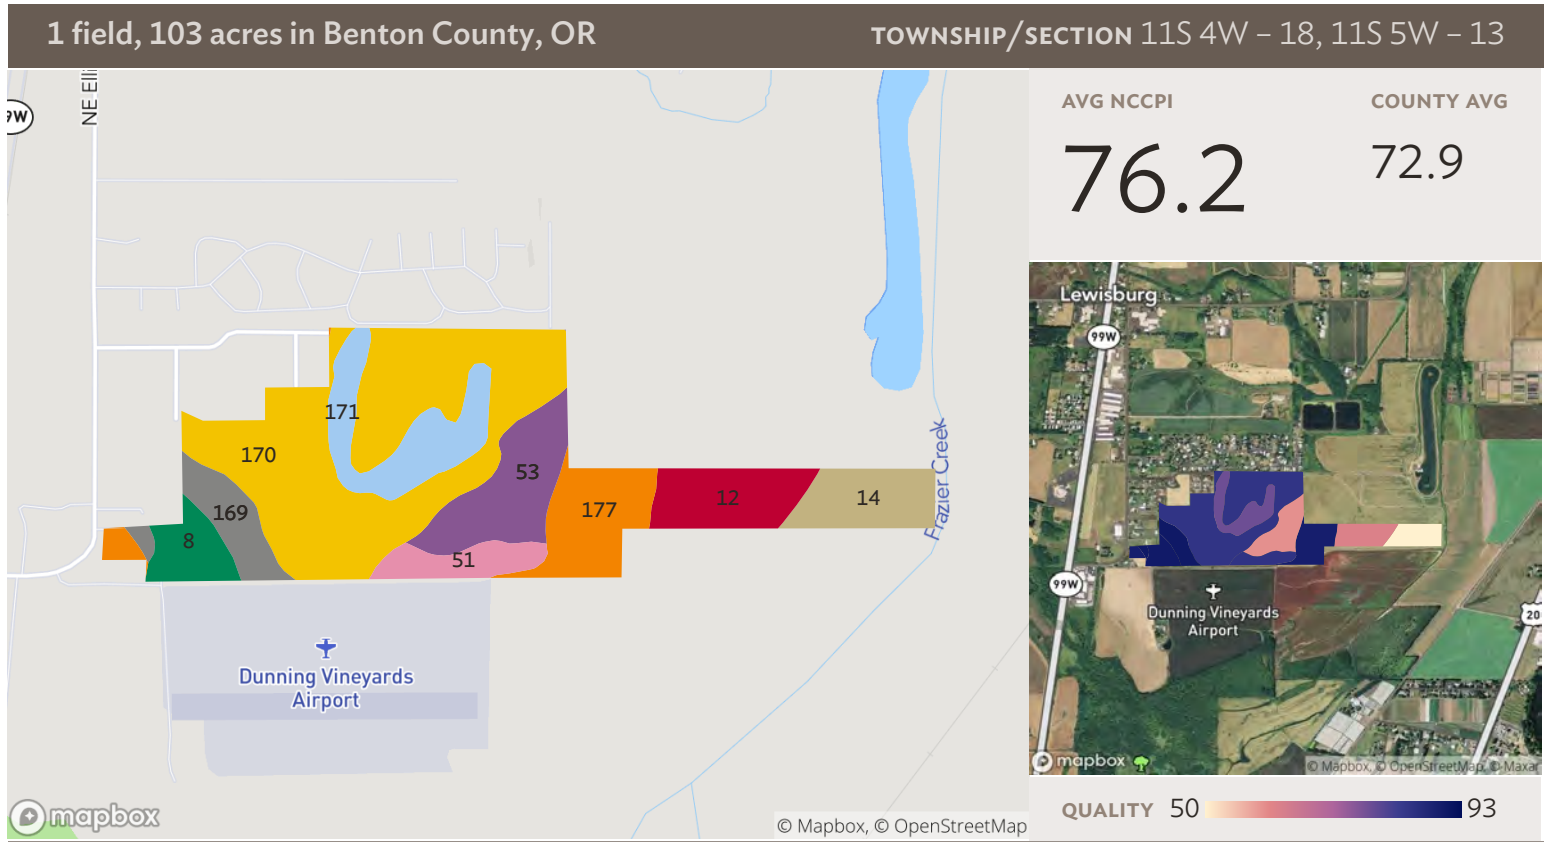 1 field, 103 acres in Benton County, OR
TOWNSHIP/SECTION 11S 4W – 18, 11S 5W – 13
NE Elli
9W
171
170
53
169
8
51
177
12
14
Frazier Creek
Dunning Vineyards
Airport
mapbox
© Mapbox, © OpenStreetMap
AVG NCCPI
COUNTY AVG
76.2
72.9
Lewisburg
99W
99W
20
Dunning Vineyards
Airport
mapbox
© Mapbox, © OpenStreetMap, © Maxar
QUALITY 50 93